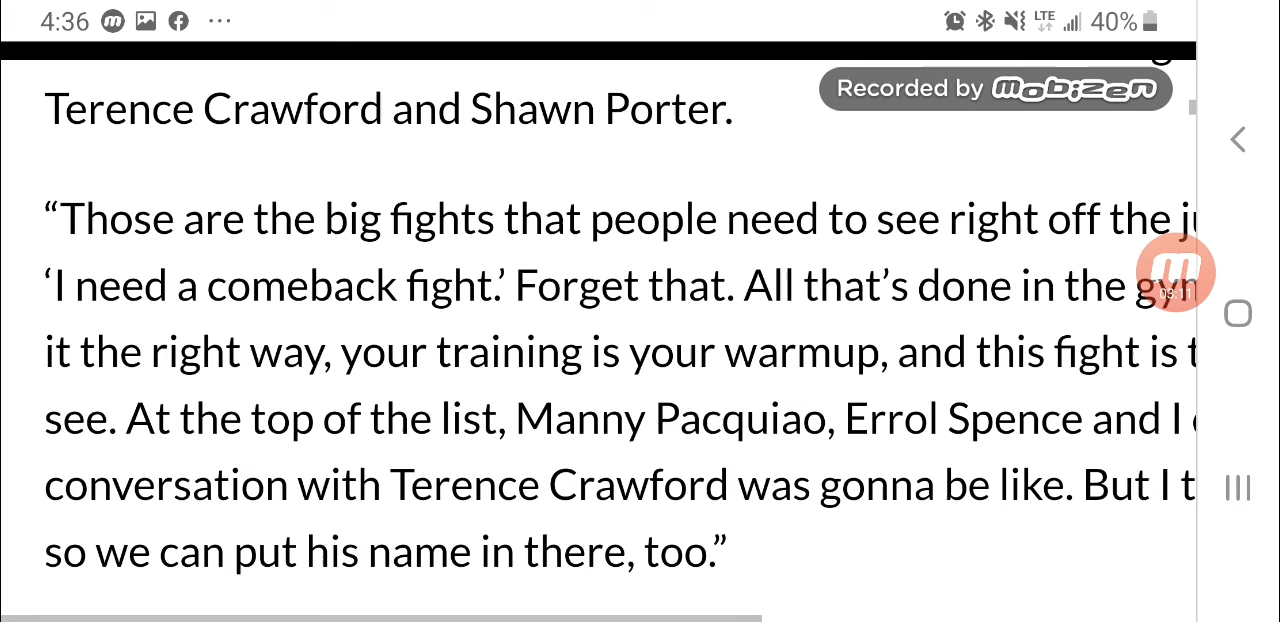 4:36 ... LTE 40%
Recorded by mobizen
Terence Crawford and Shawn Porter.
“Those are the big fights that people need to see right off the
‘I need a comeback fight.’ Forget that. All that’s done in the
03:11
it the right way, your training is your warmup, and this fight is
see. At the top of the list, Manny Pacquiao, Errol Spence and I
conversation with Terence Crawford was gonna be like. But I
so we can put his name in there, too.”